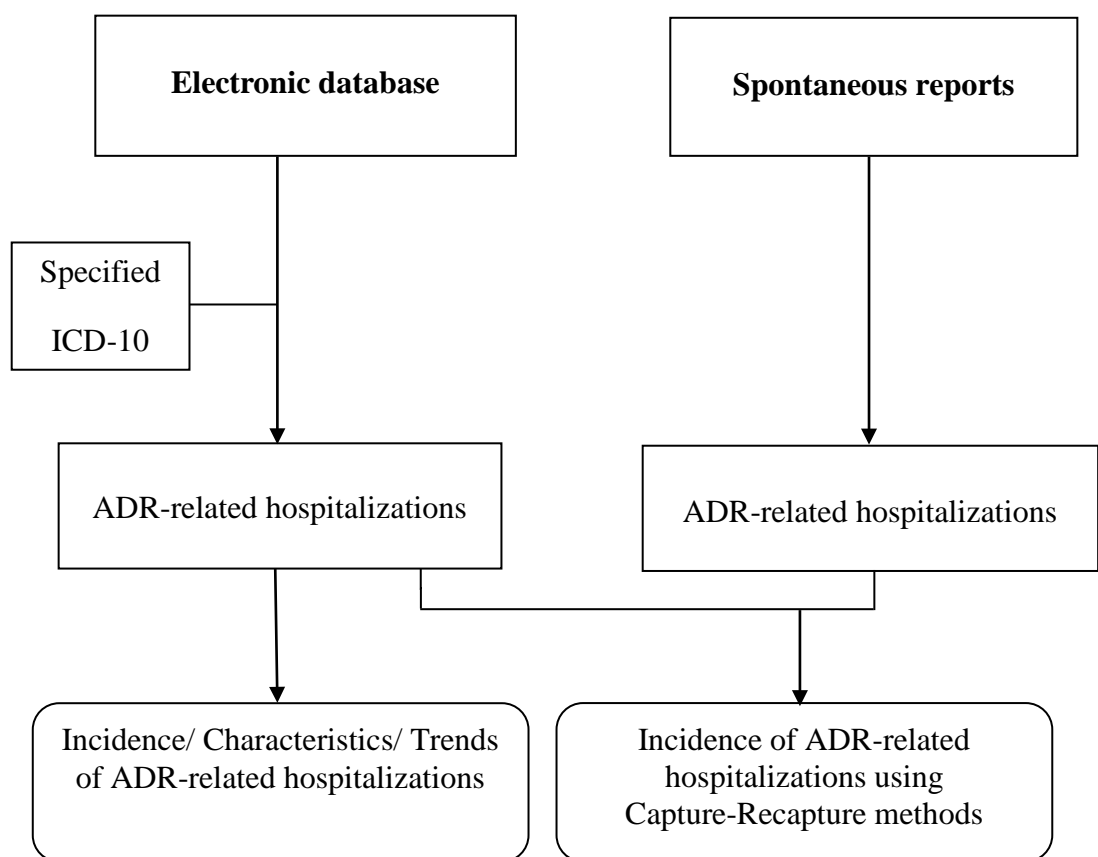 Electronic database
Spontaneous reports
Specified
ICD-10
ADR-related hospitalizations
ADR-related hospitalizations
Incidence/ Characteristics/ Trends
of ADR-related hospitalizations
Incidence of ADR-related
hospitalizations using
Capture-Recapture methods